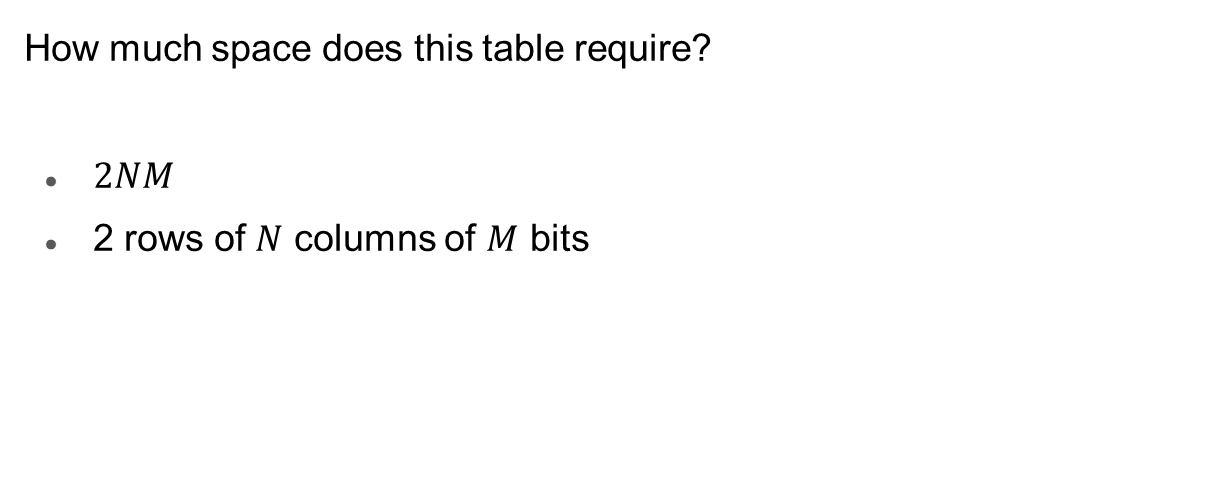 How much space does this table require?
• 2NM
• 2 rows of N columns of M bits